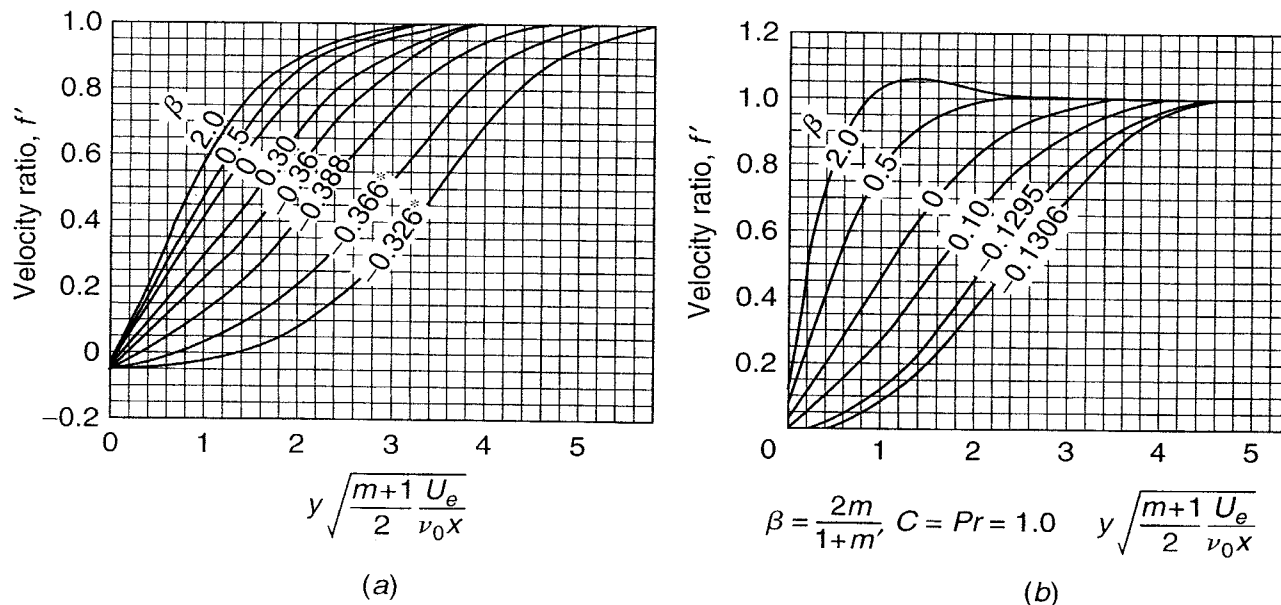 1.0
0.8
0.6
0.4
0.2
0
−0.2
Velocity ratio, f′
β
2.0
0.5
0
−0.30
−0.36
−0.388
−0.366*
−0.326*
0 1 2 3 4 5
y √ m+1/2 U_e/ν_0 x
(a)
1.2
1.0
0.8
0.6
0.4
0.2
0
Velocity ratio, f′
β
2.0
0.5
0
−0.10
−0.1295
−0.1306
1 2 3 4 5
β = 2m/1+m, C = Pr = 1.0 y √ m+1/2 U_e/ν_0 x
(b)